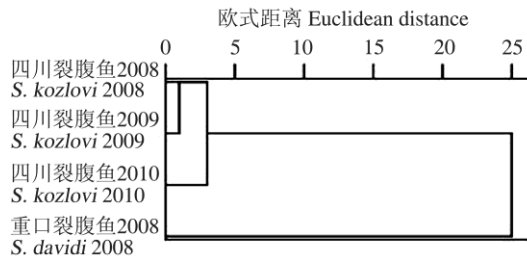 欧式距离 Euclidean distance
0 5 10 15 20 25
四川裂腹鱼2008
S. kozlovi 2008
四川裂腹鱼2009
S. kozlovi 2009
四川裂腹鱼2010
S. kozlovi 2010
重口裂腹鱼2008
S. davidi 2008